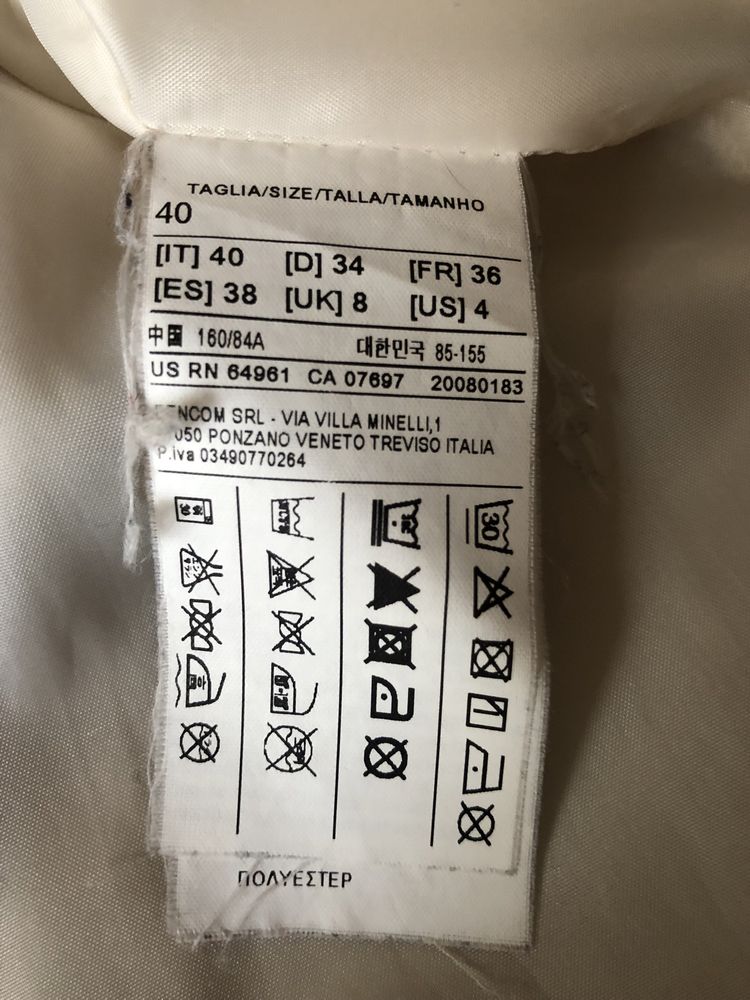 TAGLIA/SIZE/TALLA/TAMANHO
40
[IT] 40 [D] 34 [FR] 36
[ES] 38 [UK] 8 [US] 4
中国 160/84A 대한민국 85-155
US RN 64961 CA 07697 20080183
SRL - VIA VILLA MINELLI,1
PONZANO VENETO TREVISO ITALIA
P.iva 03490770264
30
ΠΟΛΥΕΣΤΕΡ